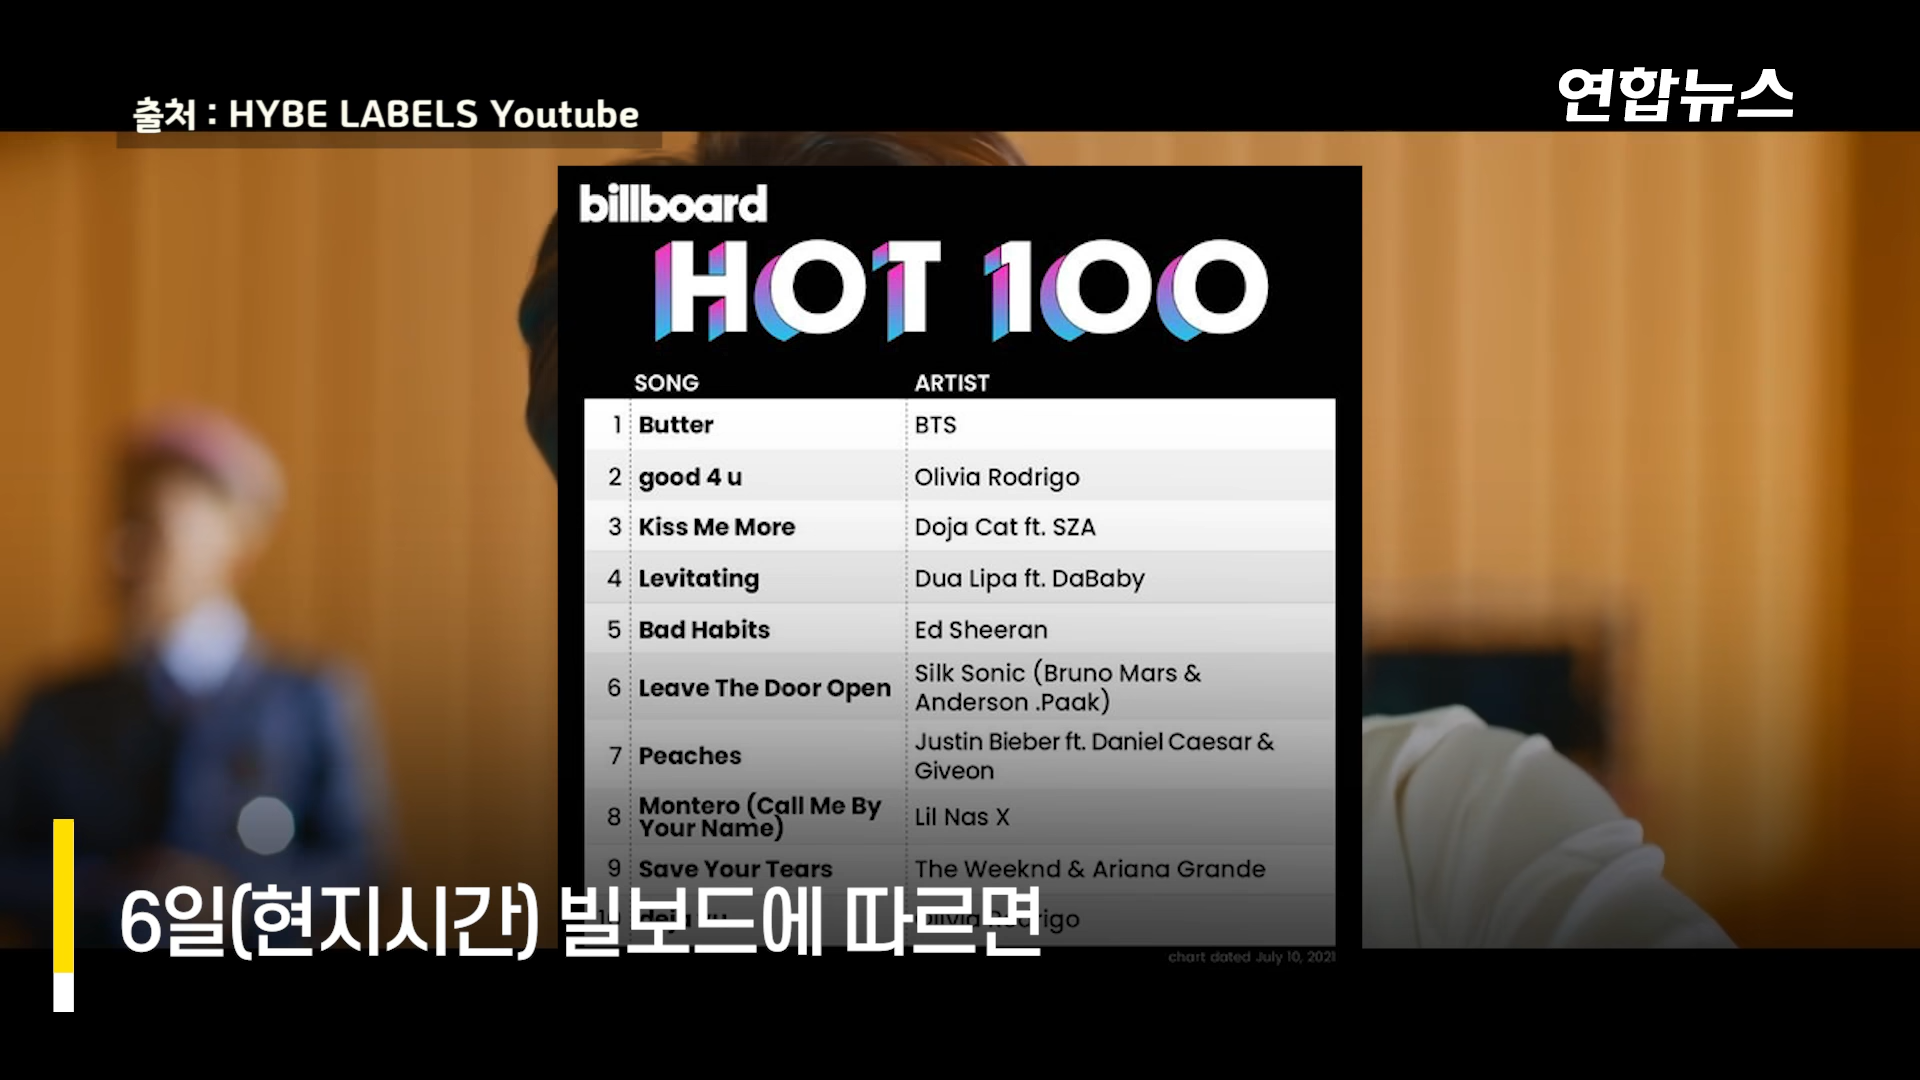 연합뉴스
출처 : HYBE LABELS Youtube
billboard
HOT 100
SONG ARTIST
1 Butter BTS
2 good 4 u Olivia Rodrigo
3 Kiss Me More Doja Cat ft. SZA
4 Levitating Dua Lipa ft. DaBaby
5 Bad Habits Ed Sheeran
6 Leave The Door Open Silk Sonic (Bruno Mars &
Anderson .Paak)
7 Peaches Justin Bieber ft. Daniel Caesar &
Giveon
8 Montero (Call Me By
Your Name) Lil Nas X
9 Save Your Tears The Weeknd & Ariana Grande
10 deja vu Olivia Rodrigo
6일(현지시간) 빌보드에 따르면
chart dated July 10, 2021